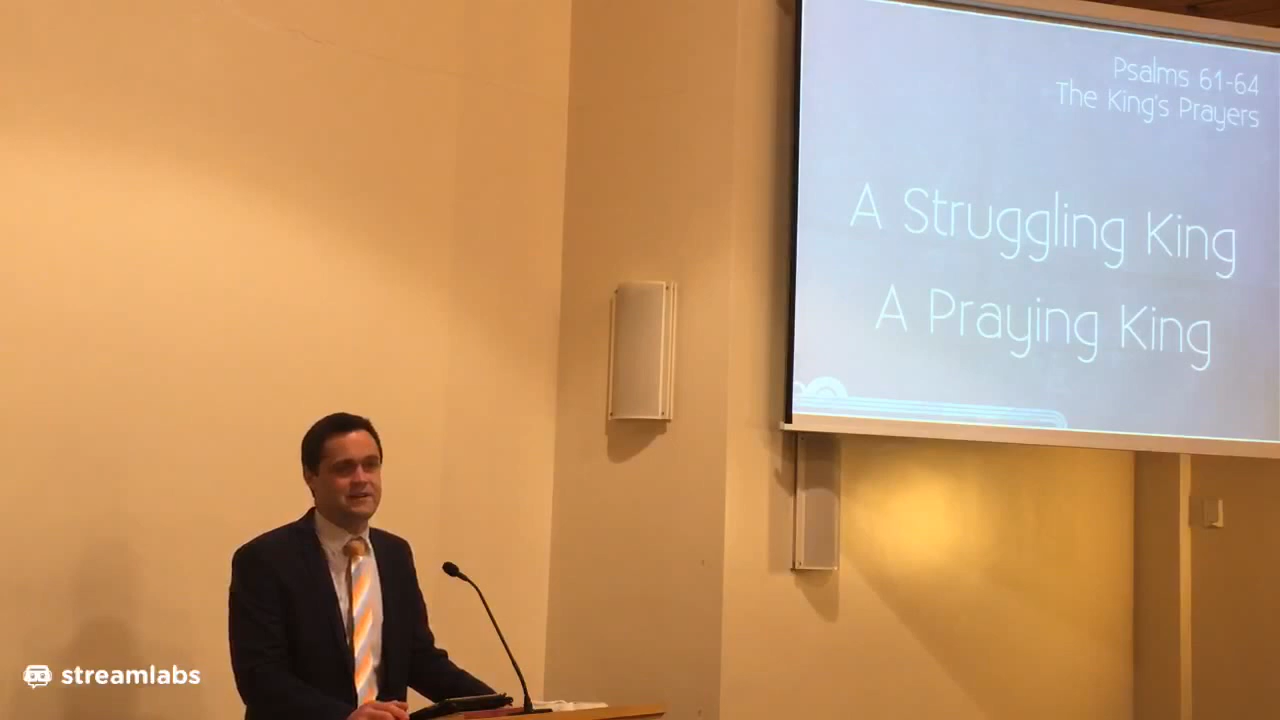 Psalms 61-64
The King's Prayers
A Struggling King
A Praying King
streamlabs